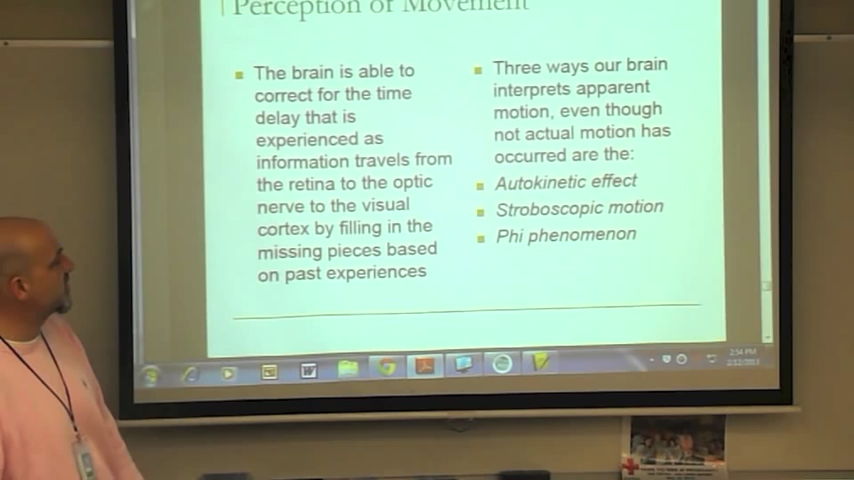 Perception of Movement
The brain is able to
correct for the time
delay that is
experienced as
information travels from
the retina to the optic
nerve to the visual
cortex by filling in the
missing pieces based
on past experiences
Three ways our brain
interprets apparent
motion, even though
not actual motion has
occurred are the:
Autokinetic effect
Stroboscopic motion
Phi phenomenon
2:54 PM